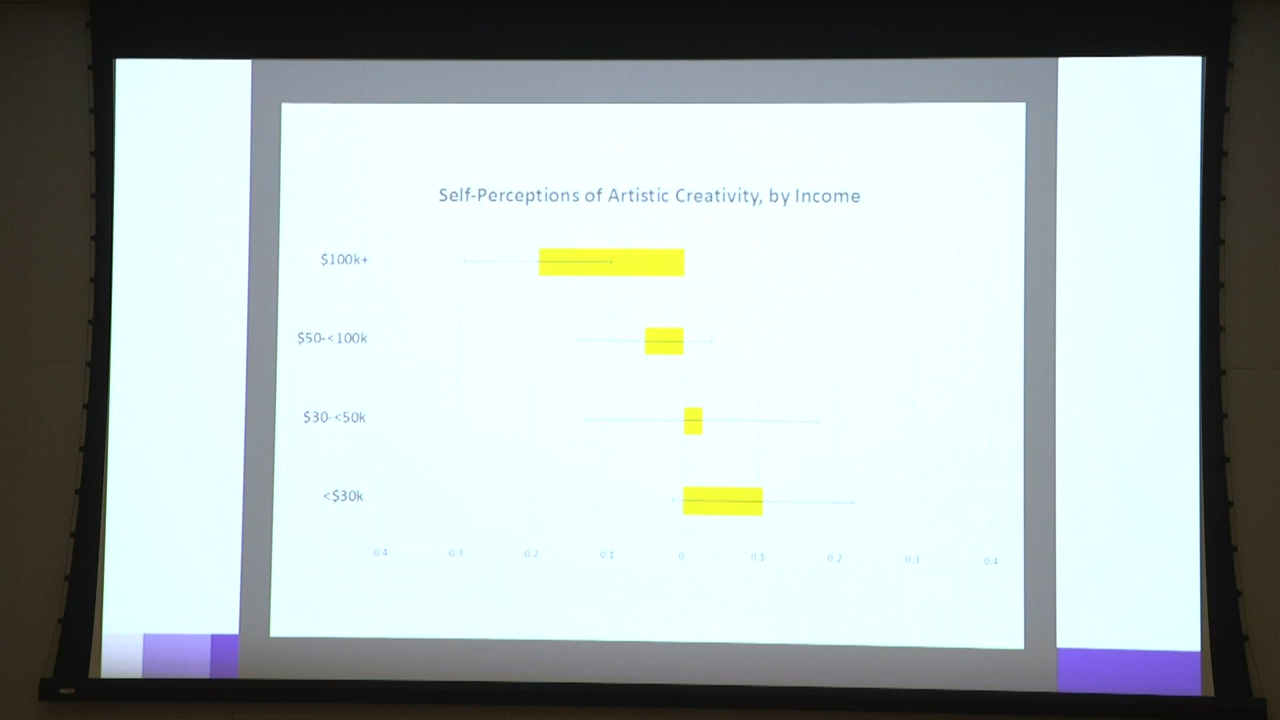 Self-Perceptions of Artistic Creativity, by Income
$100k+
$50-<100k
$30-<50k
<$30k
-0.4 -0.3 -0.2 -0.1 0 0.1 0.2 0.3 0.4